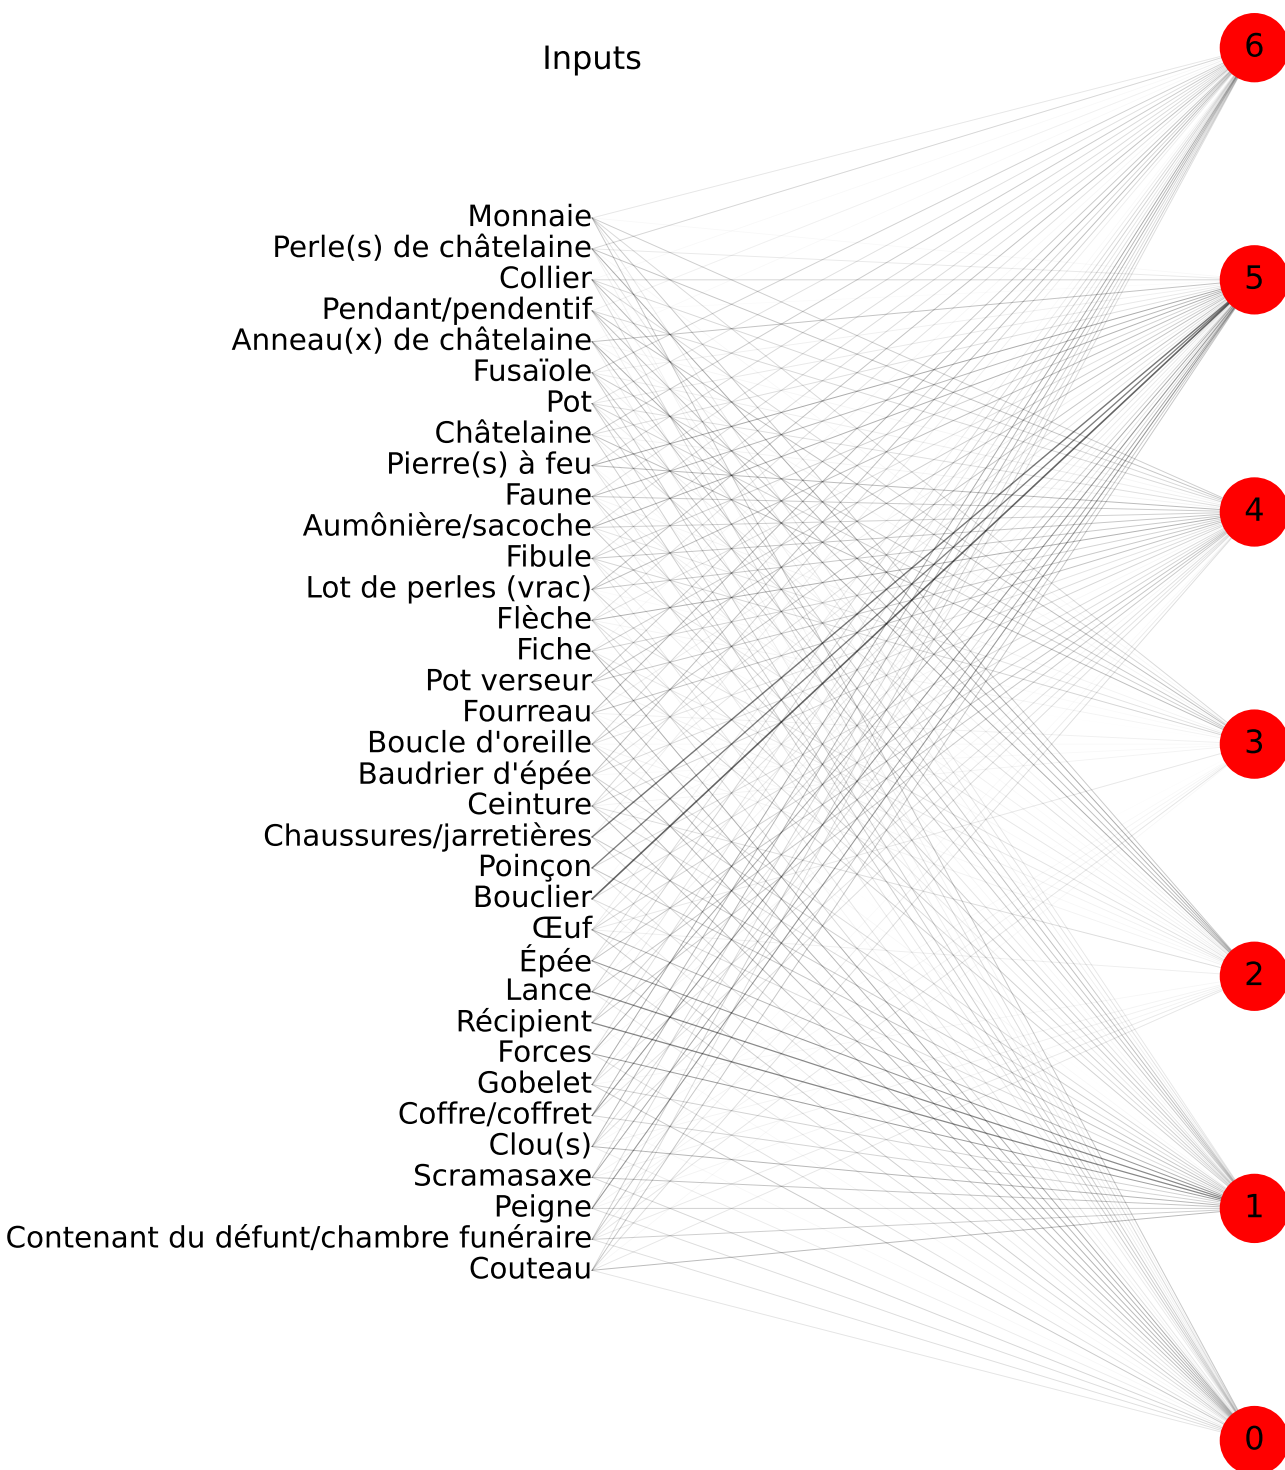 6
Inputs
5
Monnaie
Perle(s) de châtelaine
Collier
Pendant/pendentif
Anneau(x) de châtelaine
Fusaïole
Pot
Châtelaine
Pierre(s) à feu
Faune
4
Aumônière/sacoche
Fibule
Lot de perles (vrac)
Flèche
Fiche
Pot verseur
Fourreau
Boucle d'oreille
3
Baudrier d'épée
Ceinture
Chaussures/jarretières
Poinçon
Bouclier
Œuf
Épée
2
Lance
Récipient
Forces
Gobelet
Coffre/coffret
Clou(s)
Scramasaxe
Peigne
1
Contenant du défunt/chambre funéraire
Couteau
0